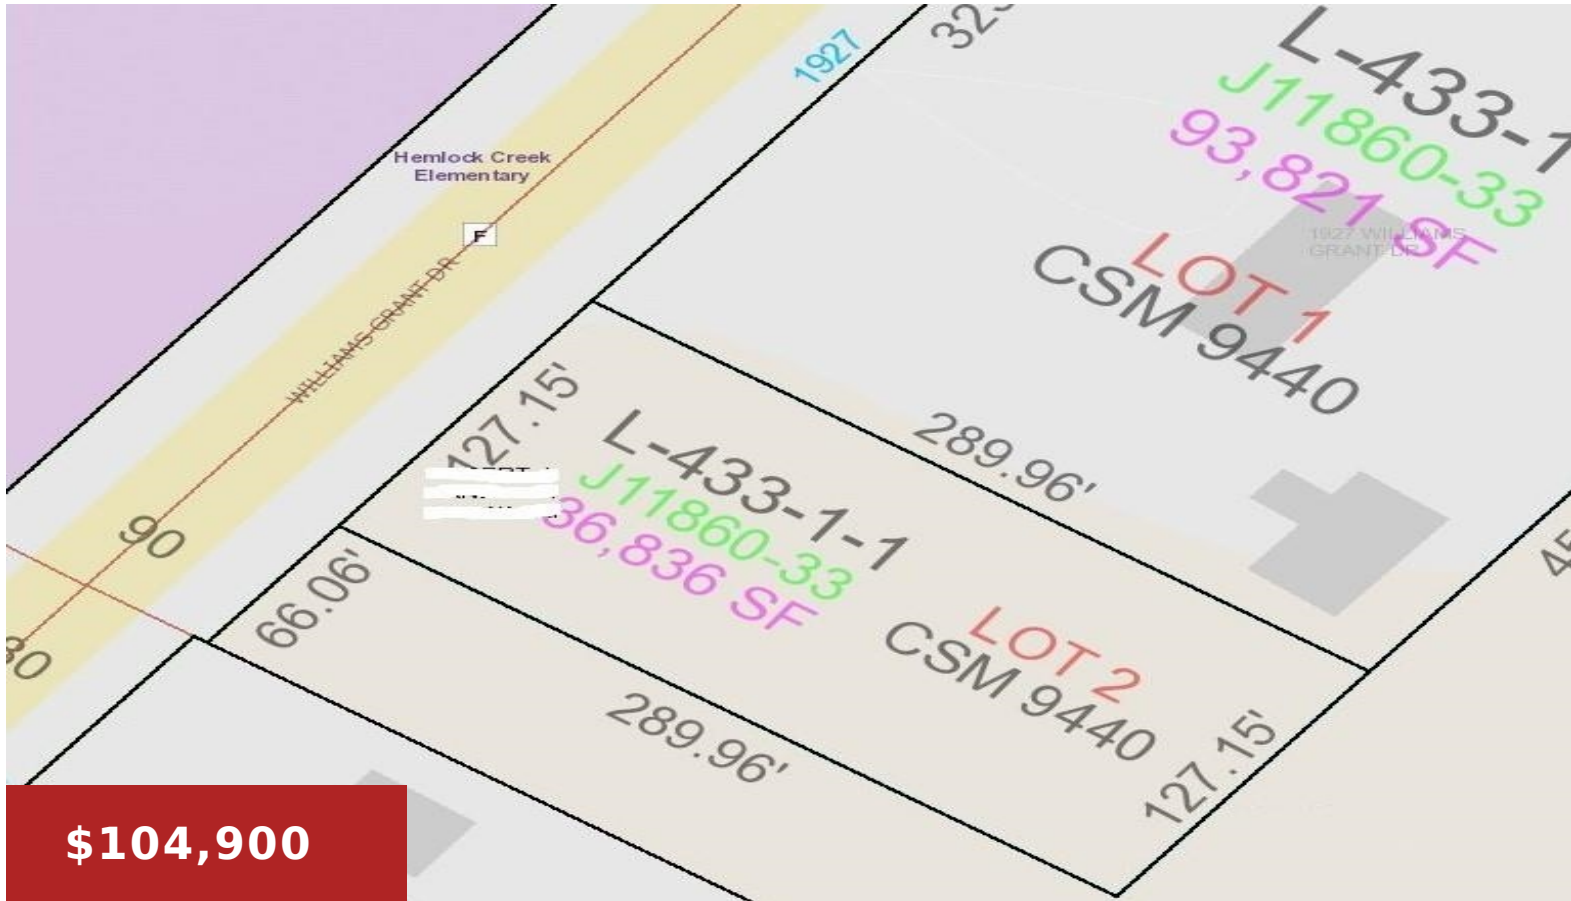 1927
L-433-1
J11860-33
93,821 SF
1927 WILLIAMS
GRANT DR
LOT 1
CSM 9440
Hemlock Creek
Elementary
F
WILLIAMS GRANT DR
127.15'
289.96'
L-433-1-1
J11860-33
36,836 SF
90
66.06'
LOT 2
CSM 9440
289.96'
127.15'
$104,900